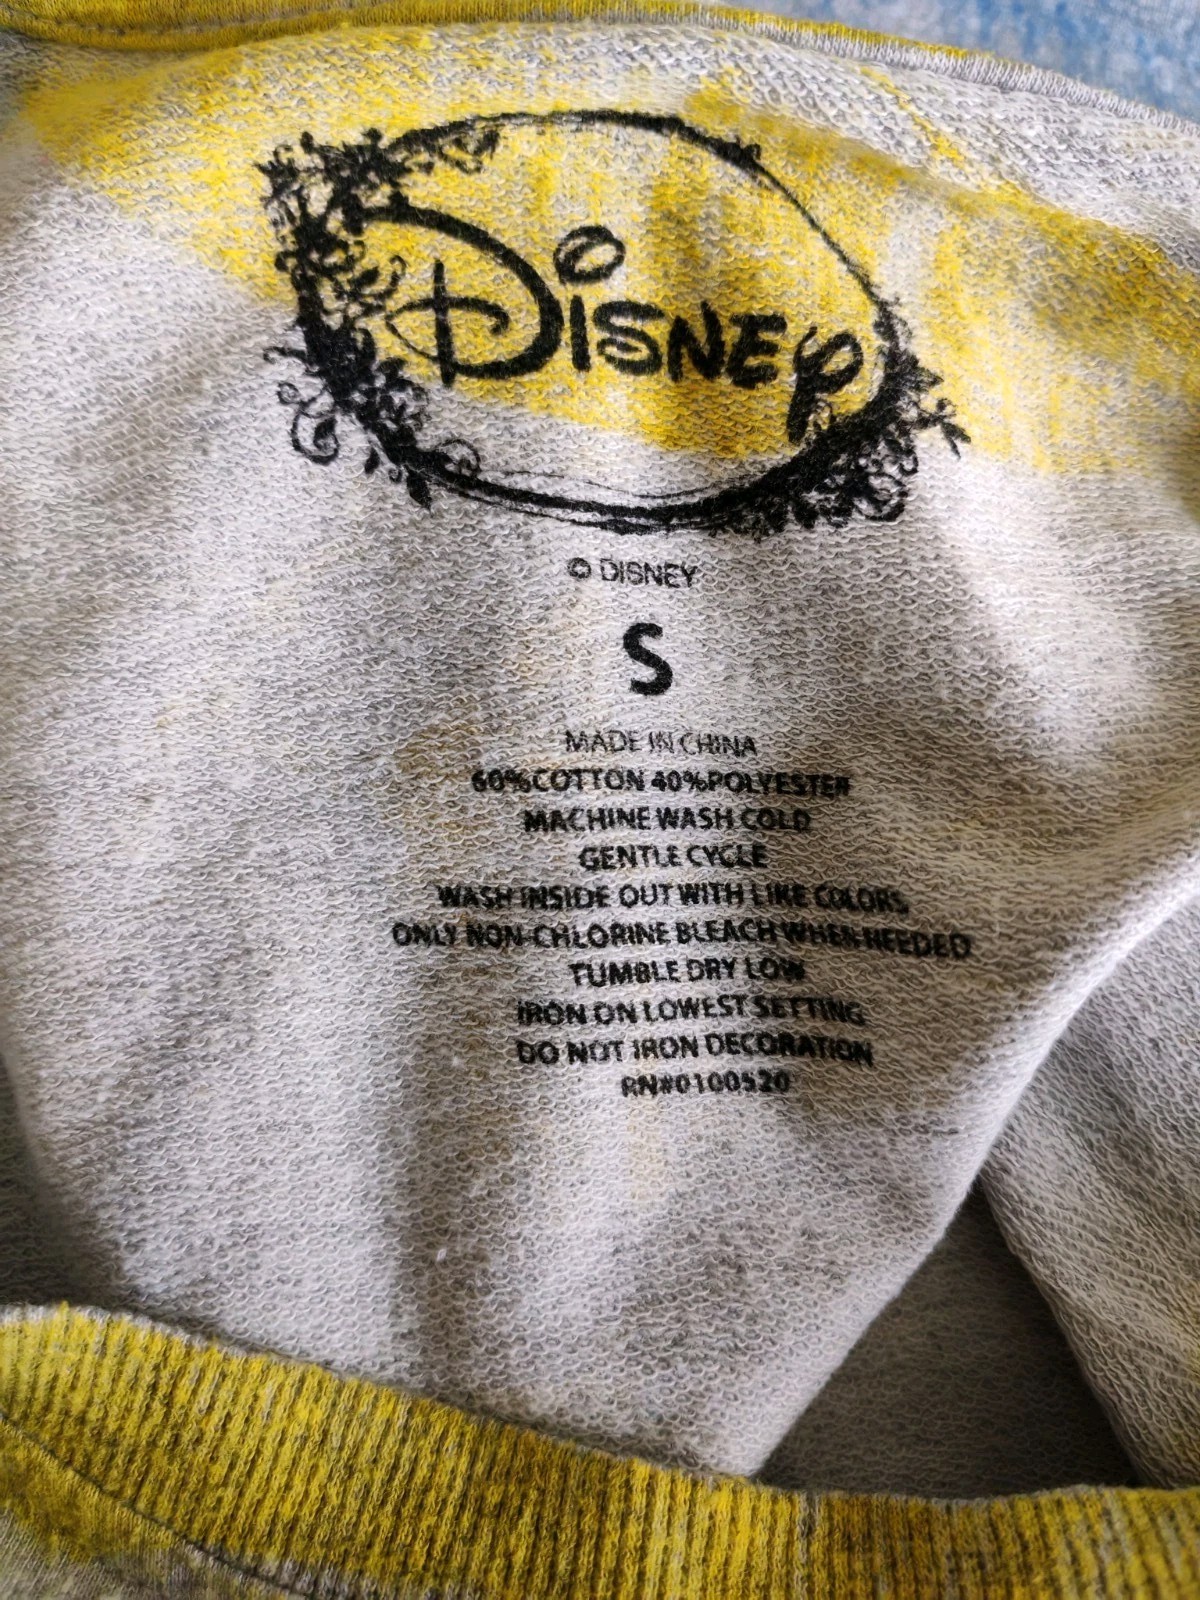 DISNEY
© DISNEY
S
MADE IN CHINA
60%COTTON 40%POLYESTER
MACHINE WASH COLD
GENTLE CYCLE
WASH INSIDE OUT WITH LIKE COLORS
ONLY NON-CHLORINE BLEACH WHEN NEEDED
TUMBLE DRY LOW
IRON ON LOWEST SETTING
DO NOT IRON DECORATION
RN#0100520